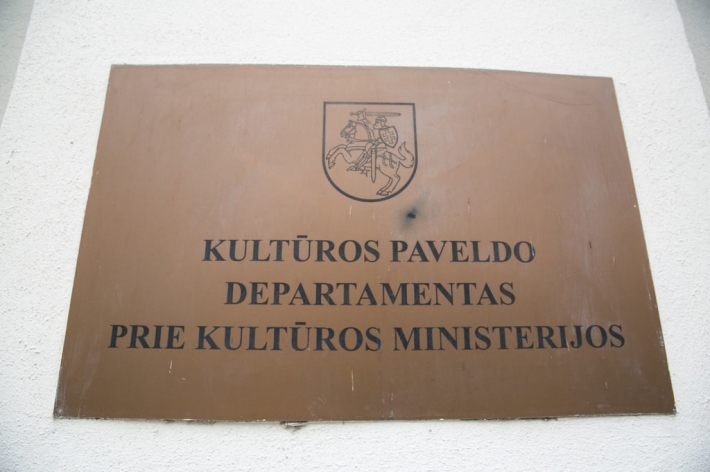 KULTŪROS PAVELDO
DEPARTAMENTAS
PRIE KULTŪROS MINISTERIJOS